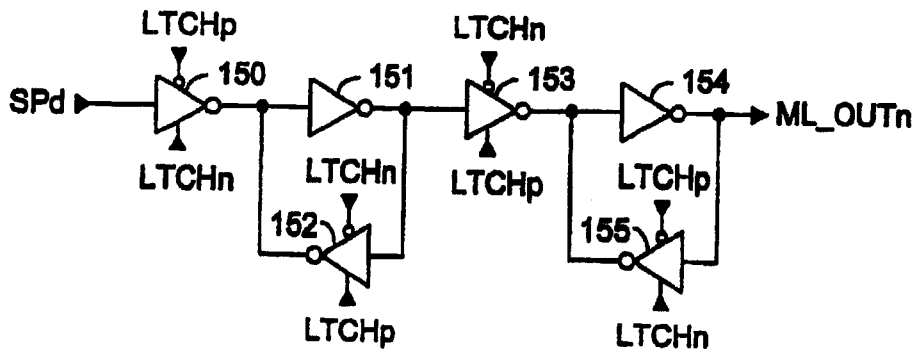 LTCHp
LTCHn
150
151
153
154
SPd
ML_OUTn
LTCHn
LTCHn
LTCHp
LTCHp
152
155
LTCHp
LTCHn